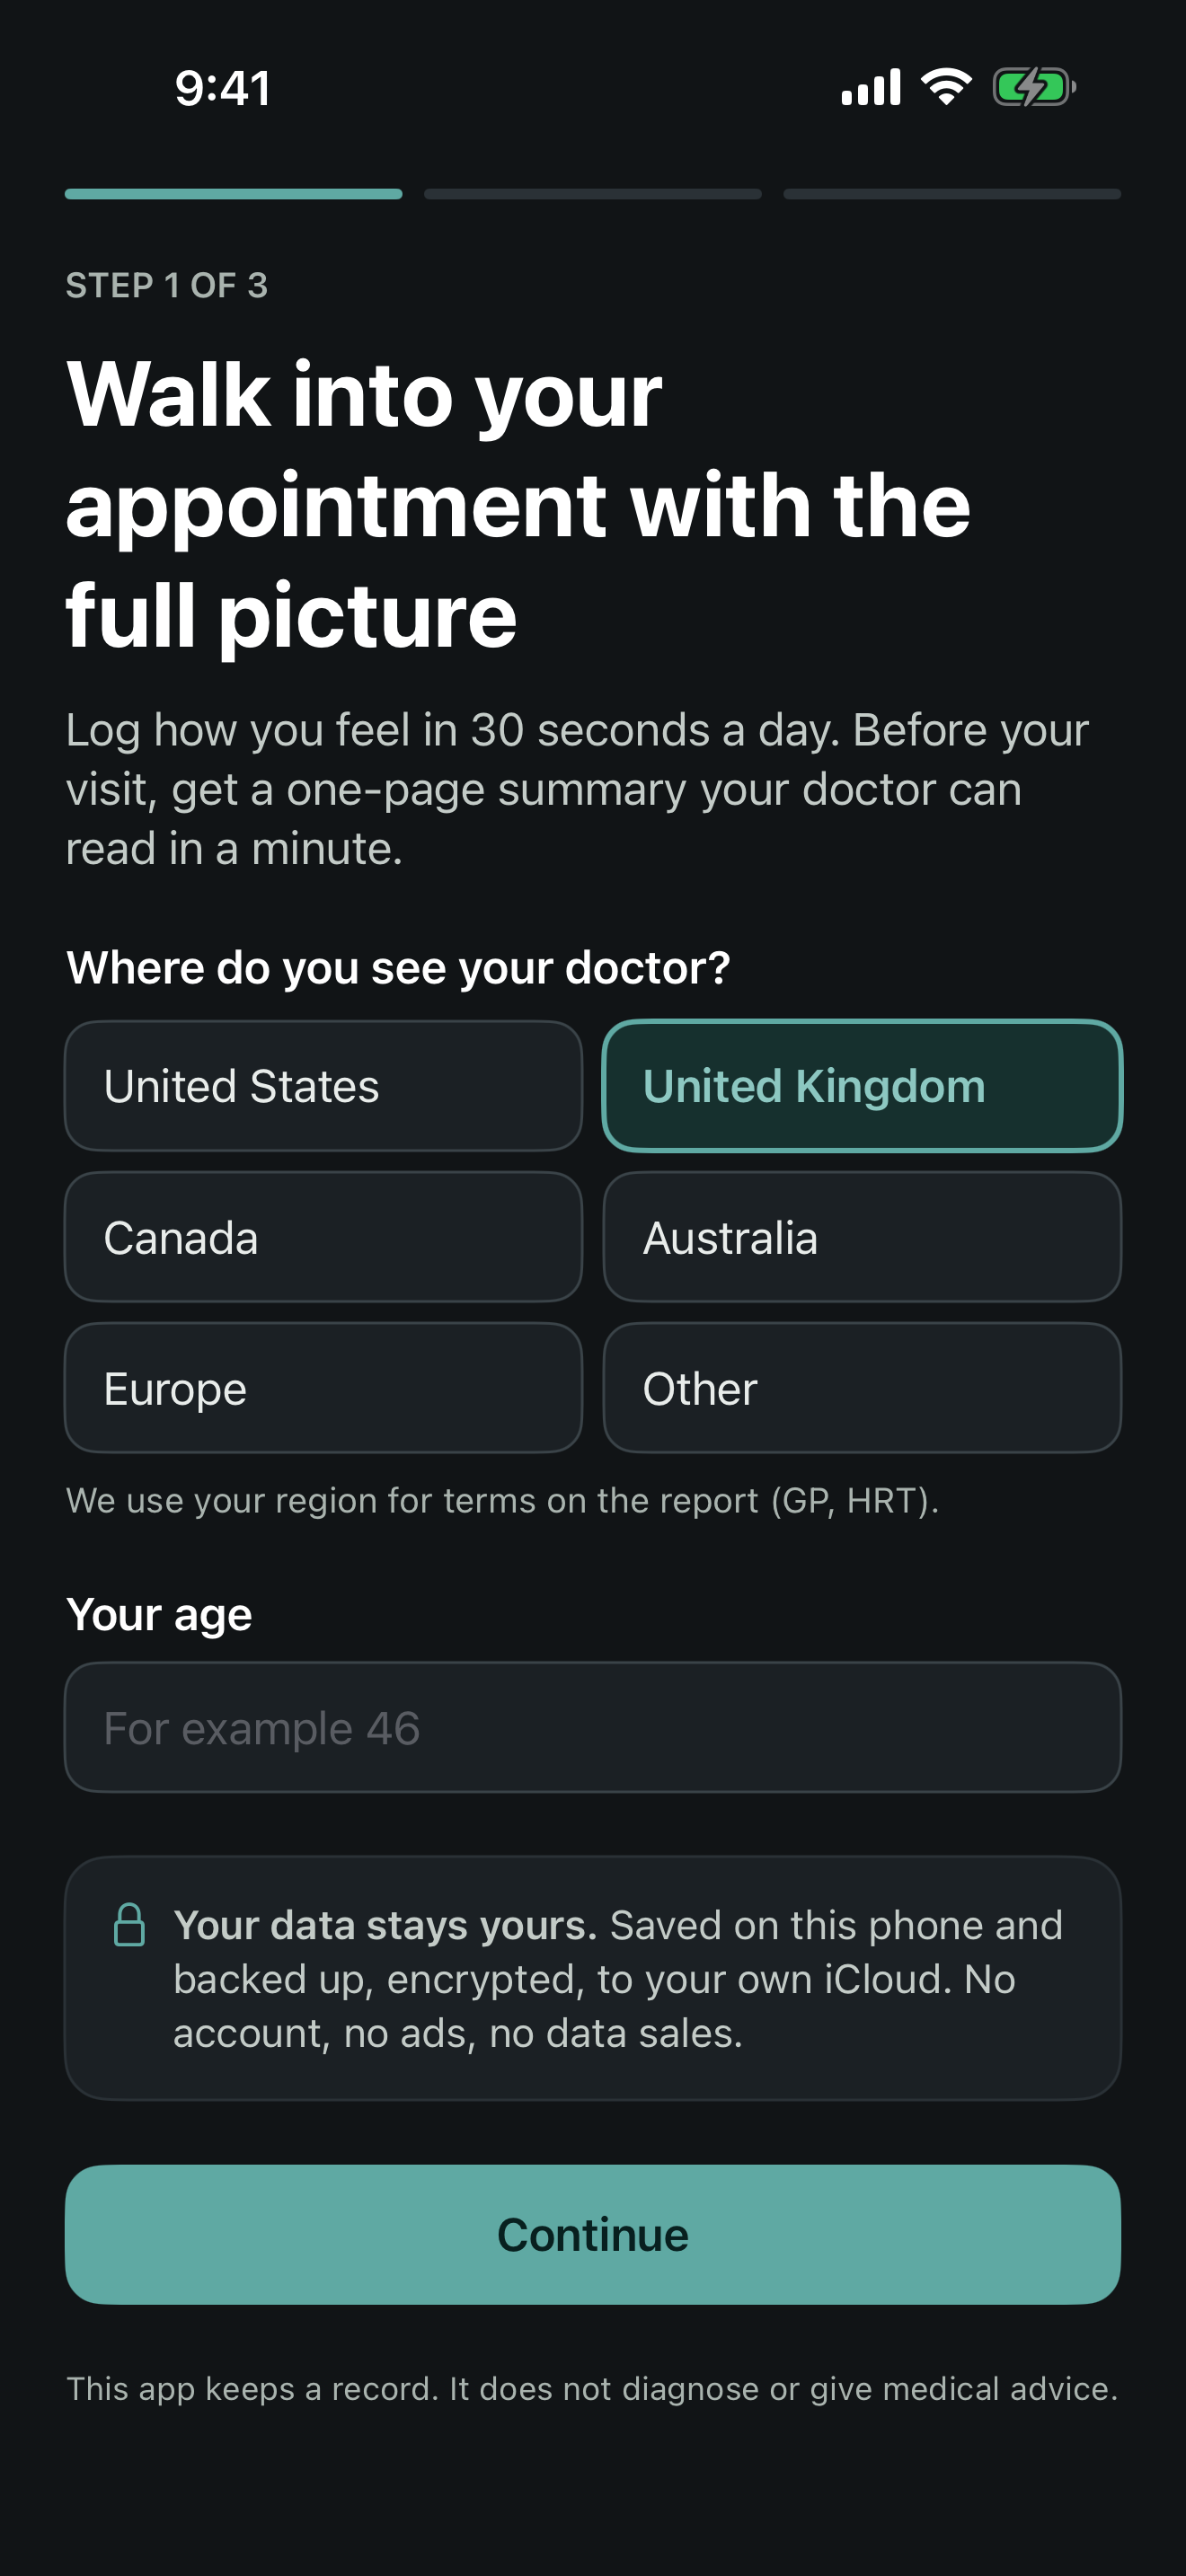 9:41
STEP 1 OF 3
Walk into your
appointment with the
full picture
Log how you feel in 30 seconds a day. Before your
visit, get a one-page summary your doctor can
read in a minute.
Where do you see your doctor?
United States
United Kingdom
Canada
Australia
Europe
Other
We use your region for terms on the report (GP, HRT).
Your age
For example 46
Your data stays yours. Saved on this phone and
backed up, encrypted, to your own iCloud. No
account, no ads, no data sales.
Continue
This app keeps a record. It does not diagnose or give medical advice.